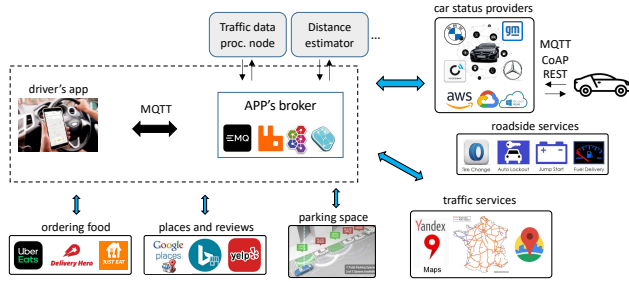 Traffic data
proc. node
Distance
estimator
...
car status providers
gm
aws
MQTT
CoAP
REST
driver's app
MQTT
APP's broker
EMQ
roadside services
Tire Change
Auto Lockout
Jump Start
Fuel Delivery
ordering food
Uber
Eats
Delivery Hero
JUST EAT
places and reviews
Google
places
yelp
parking space
traffic services
Yandex
Maps